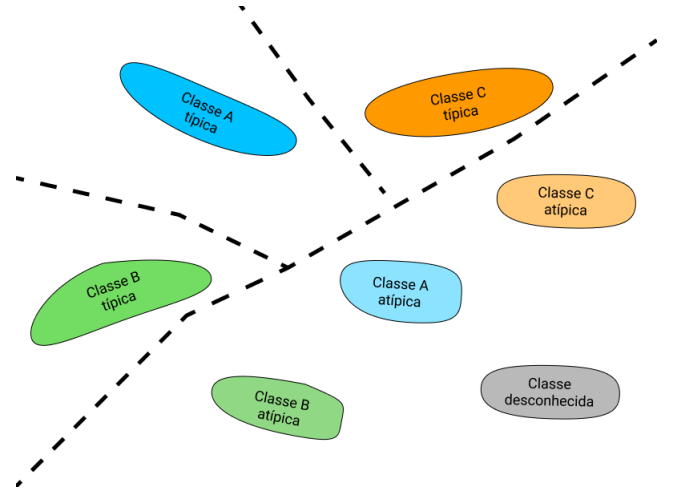 Classe A
típica
Classe C
típica
Classe C
atípica
Classe B
típica
Classe A
atípica
Classe B
atípica
Classe
desconhecida